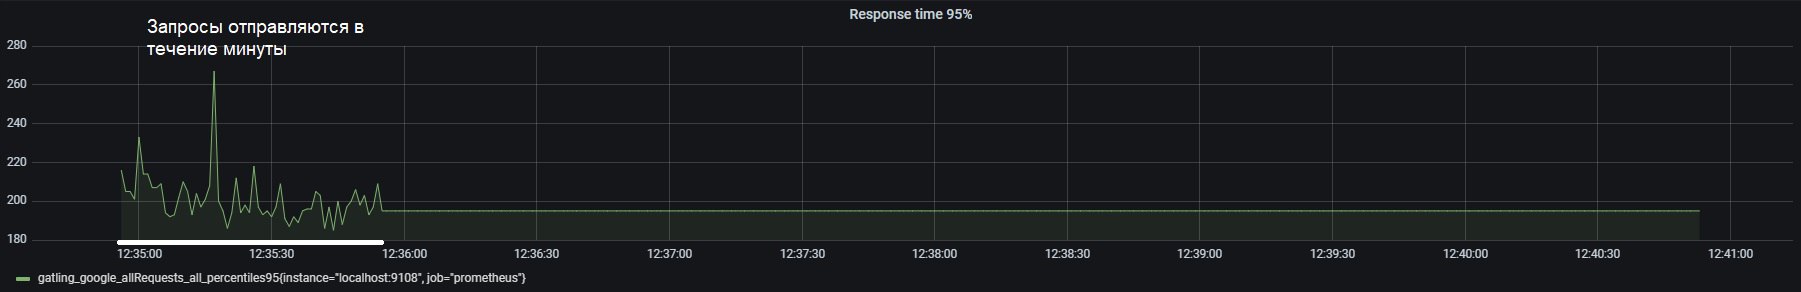 Response time 95%
Запросы отправляются в
течение минуты
280
260
240
220
200
180
12:35:00 12:35:30 12:36:00 12:36:30 12:37:00 12:37:30 12:38:00 12:38:30 12:39:00 12:39:30 12:40:00 12:40:30 12:41:00
gatling_google_allRequests_all_percentiles95{instance="localhost:9108", job="prometheus"}